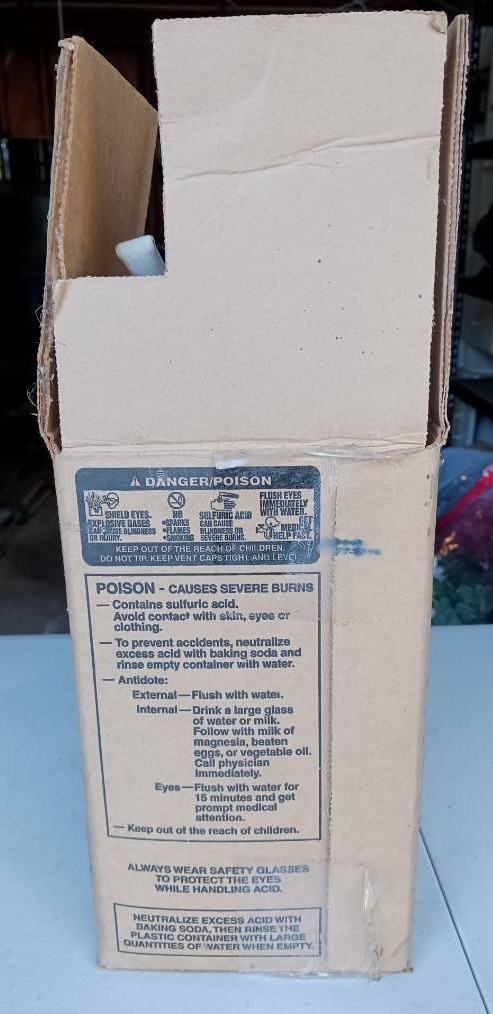 ⚠ DANGER/POISON
SHIELD EYES.
EXPLOSIVE GASES
CAN CAUSE BLINDNESS
OR INJURY.
NO
•SPARKS
•FLAMES
•SMOKING
SULFURIC ACID
CAN CAUSE
BLINDNESS OR
SEVERE BURNS.
FLUSH EYES
IMMEDIATELY
WITH WATER.
GET
MEDICAL
HELP FAST.
KEEP OUT OF THE REACH OF CHILDREN.
DO NOT TIP. KEEP VENT CAPS TIGHT AND LEVEL
POISON - CAUSES SEVERE BURNS
— Contains sulfuric acid.
Avoid contact with skin, eyes or
clothing.
— To prevent accidents, neutralize
excess acid with baking soda and
rinse empty container with water.
— Antidote:
External—Flush with water.
Internal—Drink a large glass
of water or milk.
Follow with milk of
magnesia, beaten
eggs, or vegetable oil.
Call physician
immediately.
Eyes—Flush with water for
15 minutes and get
prompt medical
attention.
— Keep out of the reach of children.
ALWAYS WEAR SAFETY GLASSES
TO PROTECT THE EYES
WHILE HANDLING ACID.
NEUTRALIZE EXCESS ACID WITH
BAKING SODA, THEN RINSE THE
PLASTIC CONTAINER WITH LARGE
QUANTITIES OF WATER WHEN EMPTY.